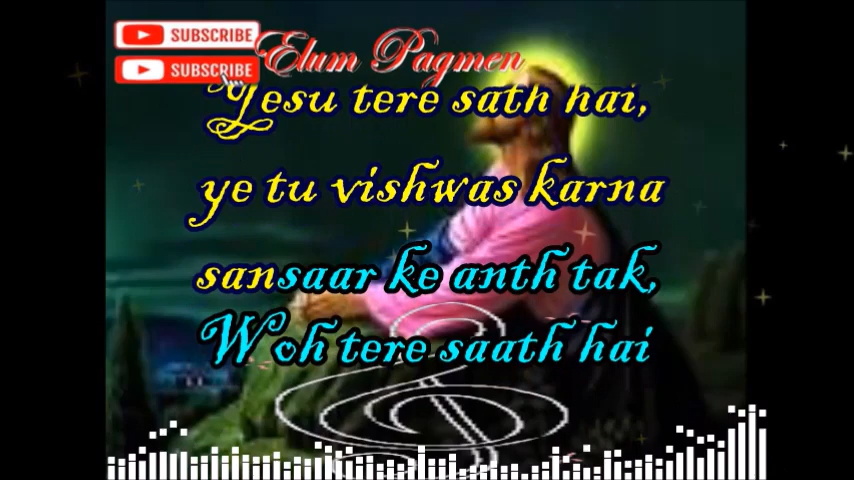 SUBSCRIBE
SUBSCRIBE
Elum Pagmen
Yesu tere sath hai,
ye tu vishwas karna
sansaar ke anth tak,
Woh tere saath hai